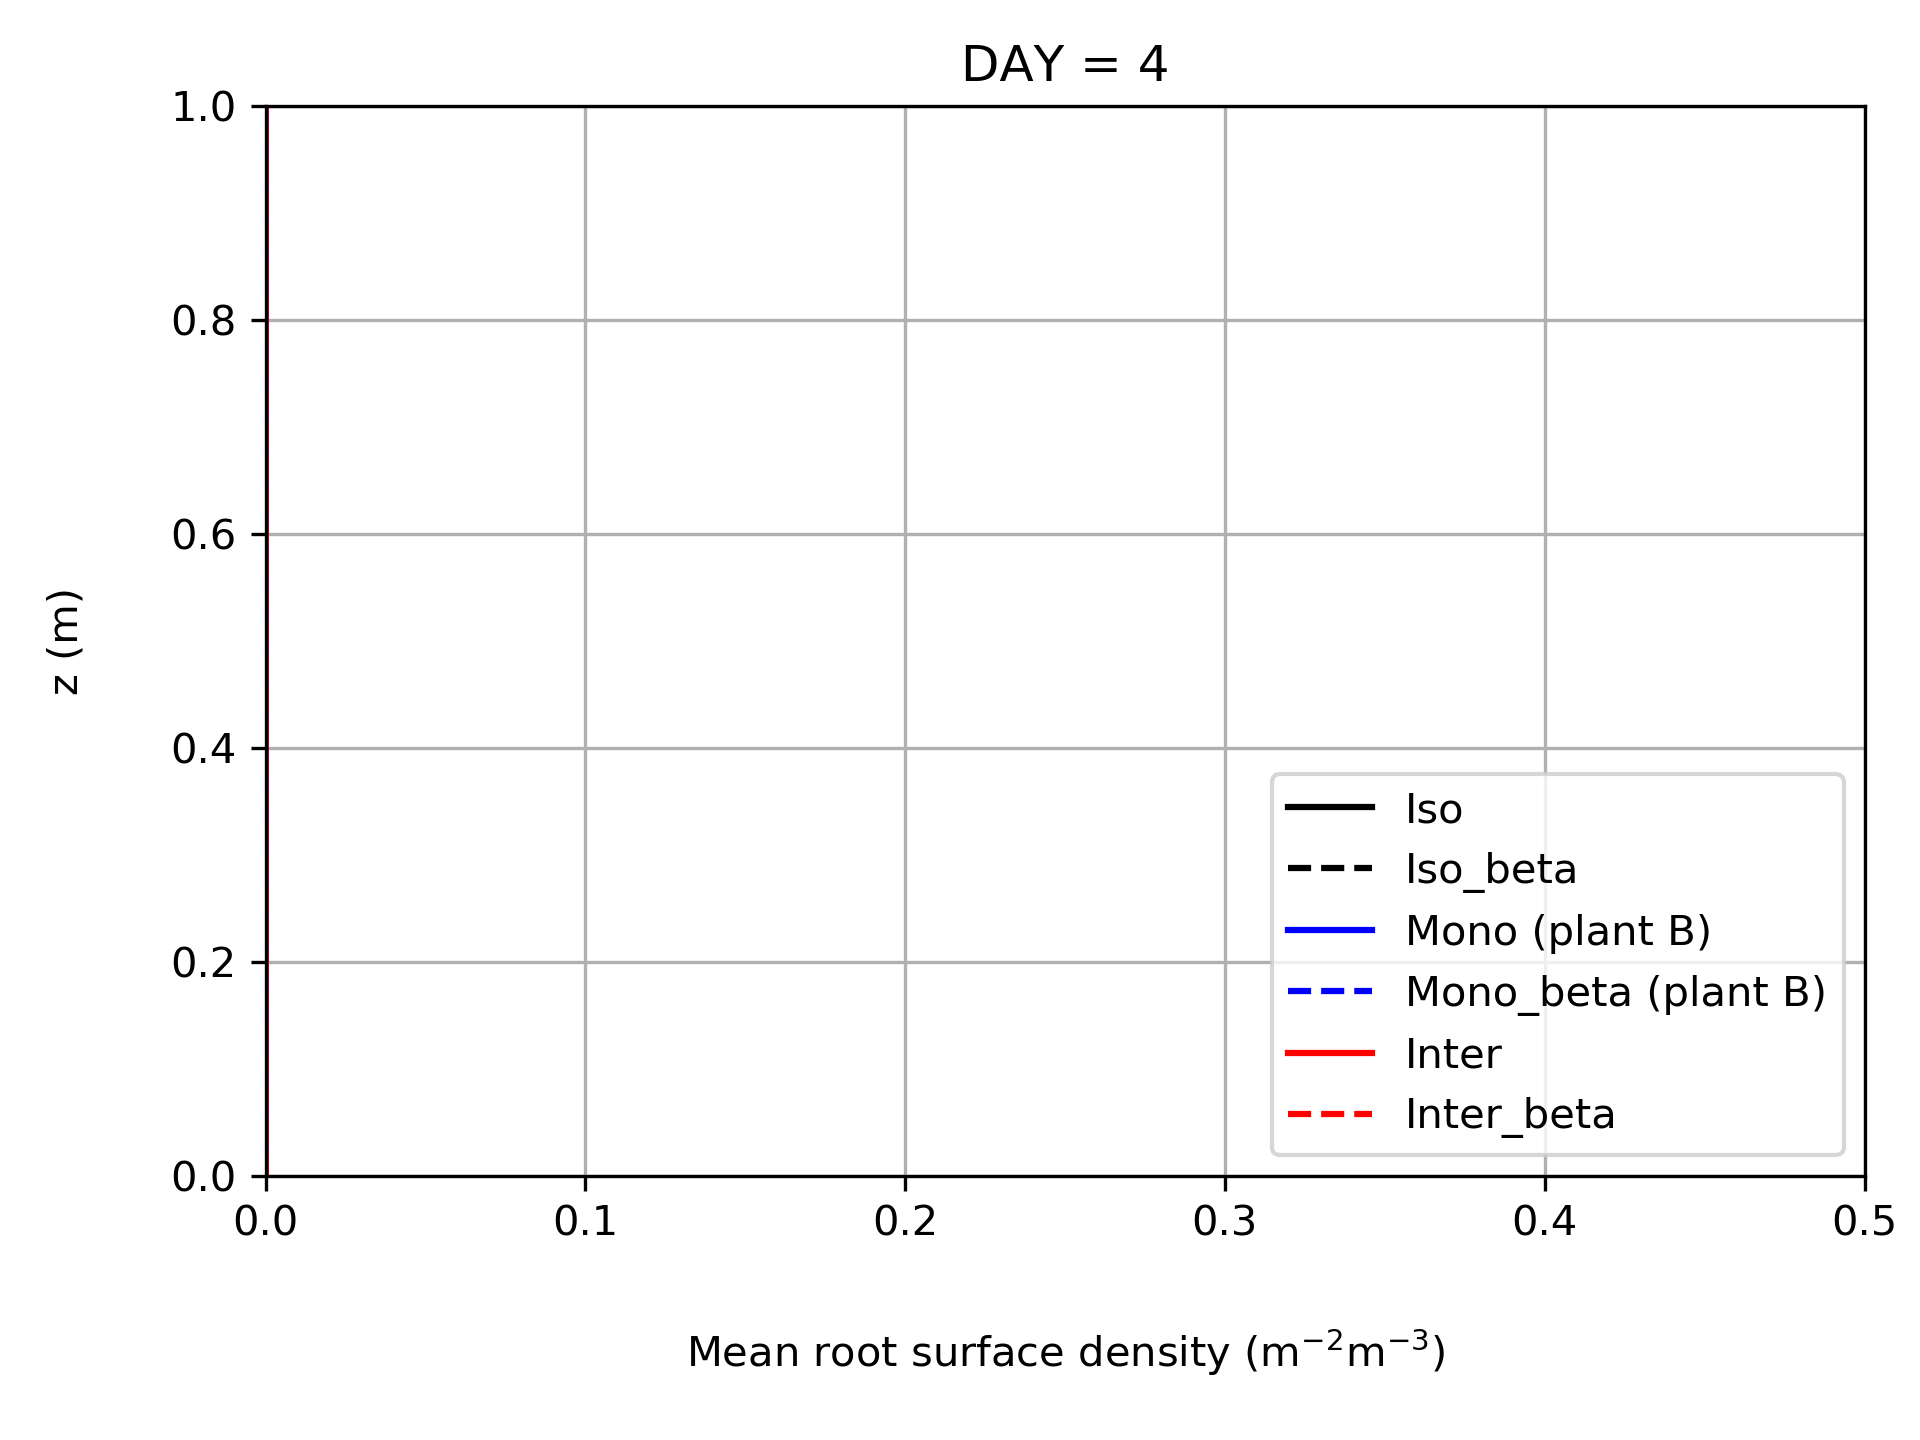 DAY = 4
1.0
0.8
0.6
0.4
0.2
0.0
z (m)
Iso
Iso_beta
Mono (plant B)
Mono_beta (plant B)
Inter
Inter_beta
0.0 0.1 0.2 0.3 0.4 0.5
Mean root surface density (m⁻²m⁻³)